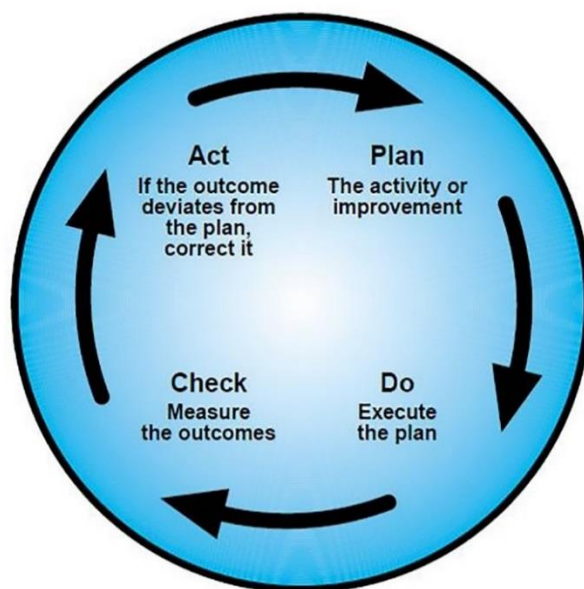 Act
If the outcome
deviates from
the plan,
correct it
Plan
The activity or
improvement
Check
Measure
the outcomes
Do
Execute
the plan